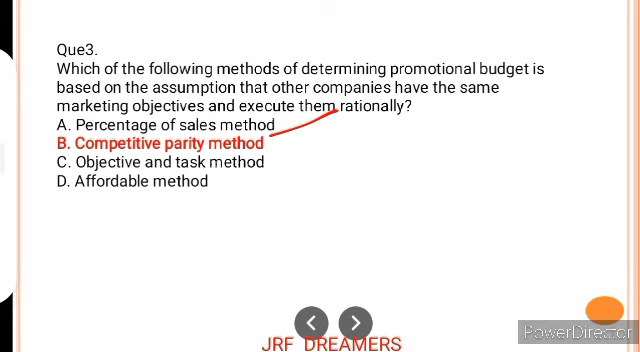 Que3.
Which of the following methods of determining promotional budget is
based on the assumption that other companies have the same
marketing objectives and execute them rationally?
A. Percentage of sales method
B. Competitive parity method
C. Objective and task method
D. Affordable method
JRF DREAMERS
PowerDirector